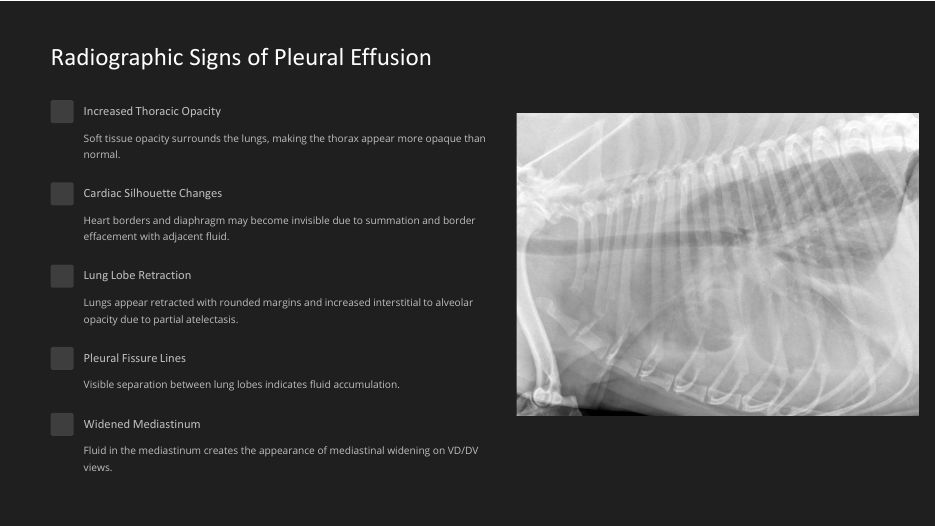 Radiographic Signs of Pleural Effusion
Increased Thoracic Opacity
Soft tissue opacity surrounds the lungs, making the thorax appear more opaque than
normal.
Cardiac Silhouette Changes
Heart borders and diaphragm may become invisible due to summation and border
effacement with adjacent fluid.
Lung Lobe Retraction
Lungs appear retracted with rounded margins and increased interstitial to alveolar
opacity due to partial atelectasis.
Pleural Fissure Lines
Visible separation between lung lobes indicates fluid accumulation.
Widened Mediastinum
Fluid in the mediastinum creates the appearance of mediastinal widening on VD/DV
views.